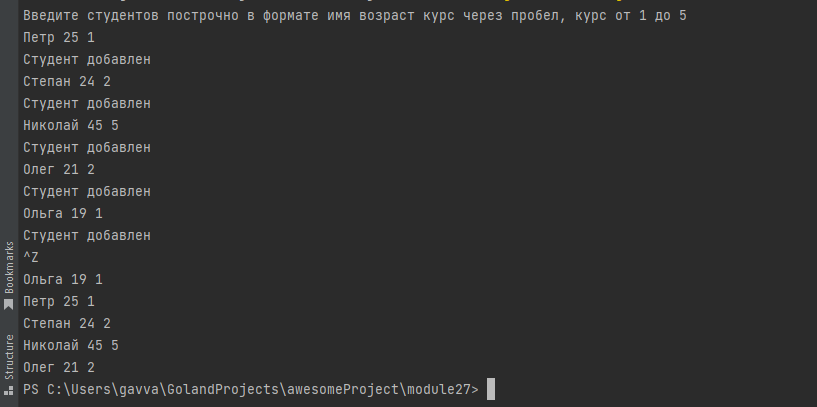 Введите студентов построчно в формате имя возраст курс через пробел, курс от 1 до 5
Петр 25 1
Студент добавлен
Степан 24 2
Студент добавлен
Николай 45 5
Студент добавлен
Олег 21 2
Студент добавлен
Ольга 19 1
Студент добавлен
^Z
Ольга 19 1
Петр 25 1
Степан 24 2
Николай 45 5
Олег 21 2
PS C:\Users\gavva\GolandProjects\awesomeProject\module27>
Bookmarks
Structure